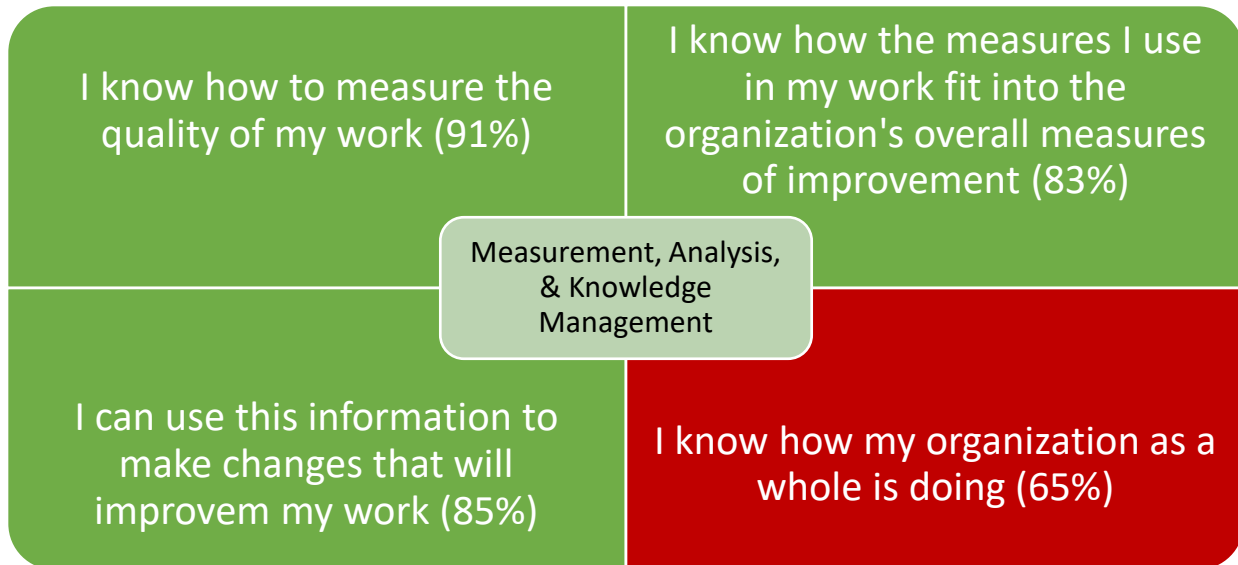 I know how to measure the
quality of my work (91%)
I know how the measures I use
in my work fit into the
organization's overall measures
of improvement (83%)
Measurement, Analysis,
& Knowledge
Management
I can use this information to
make changes that will
improvem my work (85%)
I know how my organization as a
whole is doing (65%)